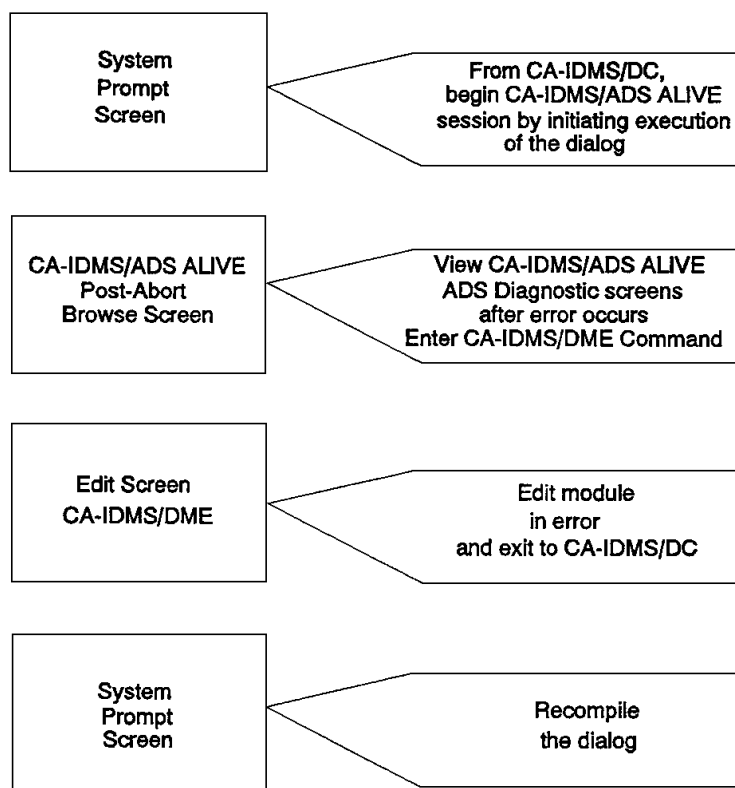 System
Prompt
Screen
From CA-IDMS/DC,
begin CA-IDMS/ADS ALIVE
session by initiating execution
of the dialog
CA-IDMS/ADS ALIVE
Post-Abort
Browse Screen
View CA-IDMS/ADS ALIVE
ADS Diagnostic screens
after error occurs
Enter CA-IDMS/DME Command
Edit Screen
CA-IDMS/DME
Edit module
in error
and exit to CA-IDMS/DC
System
Prompt
Screen
Recompile
the dialog